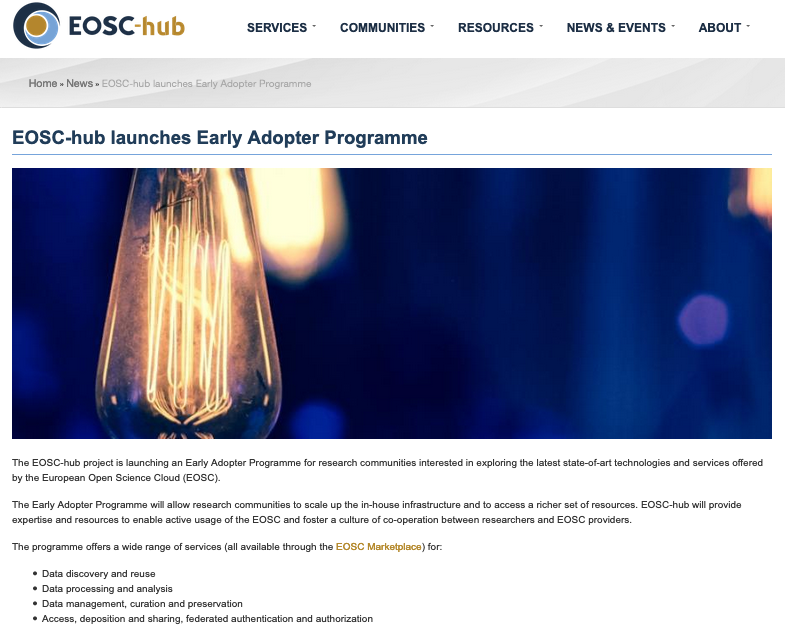 EOSC-hub
SERVICES
COMMUNITIES
RESOURCES
NEWS & EVENTS
ABOUT
Home » News » EOSC-hub launches Early Adopter Programme
EOSC-hub launches Early Adopter Programme
The EOSC-hub project is launching an Early Adopter Programme for research communities interested in exploring the latest state-of-art technologies and services offered
by the European Open Science Cloud (EOSC).
The Early Adopter Programme will allow research communities to scale up the in-house infrastructure and to access a richer set of resources. EOSC-hub will provide
expertise and resources to enable active usage of the EOSC and foster a culture of co-operation between researchers and EOSC providers.
The programme offers a wide range of services (all available through the EOSC Marketplace) for:
• Data discovery and reuse
• Data processing and analysis
• Data management, curation and preservation
• Access, deposition and sharing, federated authentication and authorization